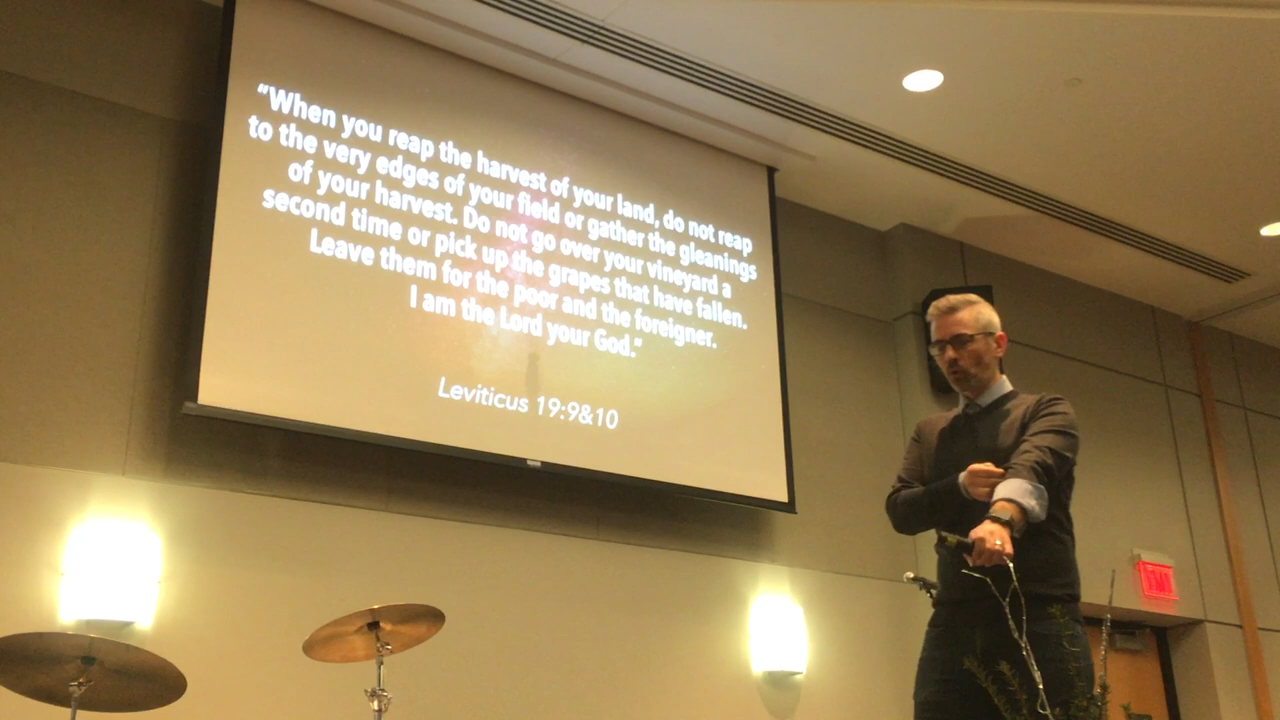 “When you reap the harvest of your land, do not reap
to the very edges of your field or gather the gleanings
of your harvest. Do not go over your vineyard a
second time or pick up the grapes that have fallen.
Leave them for the poor and the foreigner.
I am the Lord your God.”
Leviticus 19:9&10
EXIT